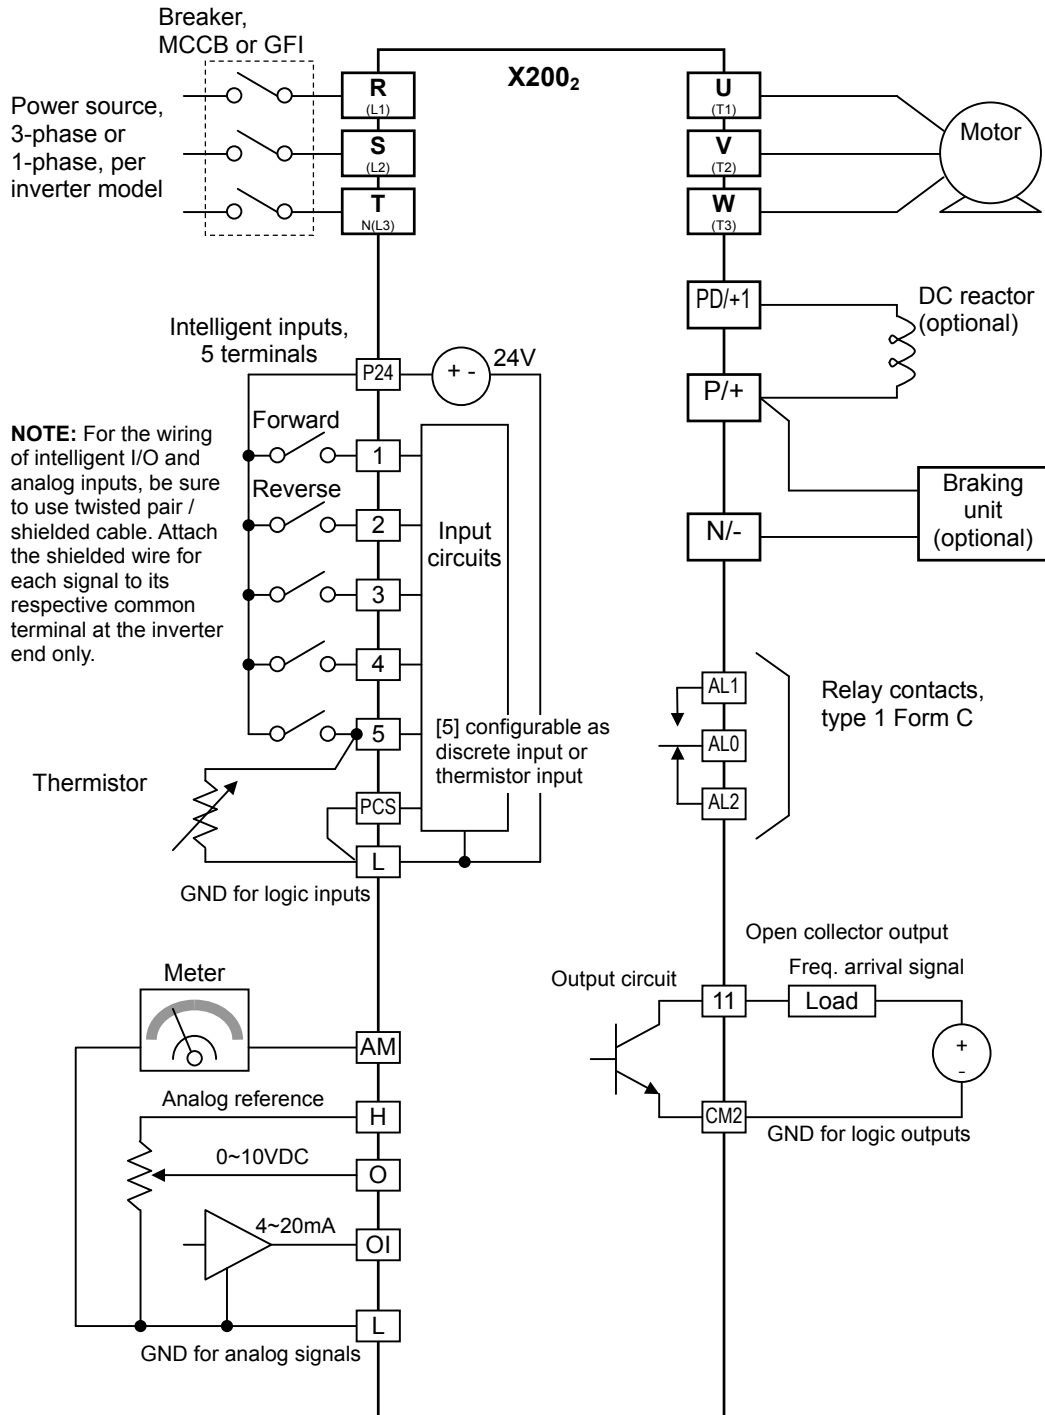 Breaker,
MCCB or GFI
Power source,
3-phase or
1-phase, per
inverter model
R
(L1)
S
(L2)
T
N(L3)
X200₂
U
(T1)
V
(T2)
W
(T3)
Motor
PD/+1
DC reactor
(optional)
P/+
N/-
Braking
unit
(optional)
Intelligent inputs,
5 terminals
P24
+ -
24V
NOTE: For the wiring
of intelligent I/O and
analog inputs, be sure
to use twisted pair /
shielded cable. Attach
the shielded wire for
each signal to its
respective common
terminal at the inverter
end only.
Forward
1
Reverse
2
3
4
5
Input
circuits
[5] configurable as
discrete input or
thermistor input
Thermistor
PCS
L
GND for logic inputs
AL1
AL0
AL2
Relay contacts,
type 1 Form C
Open collector output
Output circuit
Freq. arrival signal
11
Load
+
-
CM2
GND for logic outputs
Meter
AM
Analog reference
H
0~10VDC
O
4~20mA
OI
L
GND for analog signals